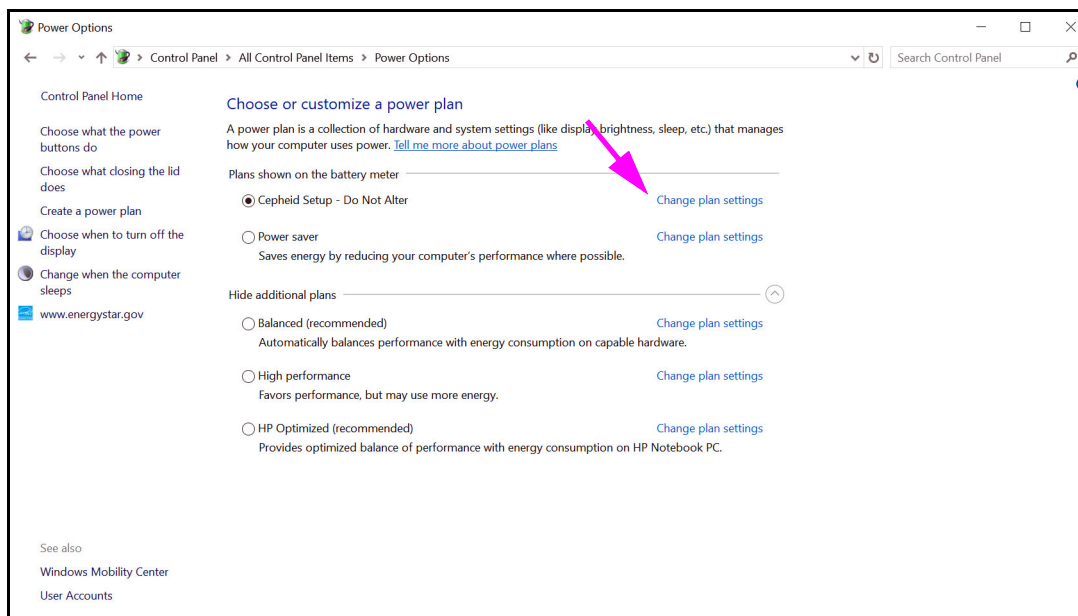 Power Options
Control Panel > All Control Panel Items > Power Options
Search Control Panel
Control Panel Home
Choose what the power
buttons do
Choose what closing the lid
does
Create a power plan
Choose when to turn off the
display
Change when the computer
sleeps
www.energystar.gov
Choose or customize a power plan
A power plan is a collection of hardware and system settings (like display brightness, sleep, etc.) that manages
how your computer uses power. Tell me more about power plans
Plans shown on the battery meter
Cepheid Setup - Do Not Alter Change plan settings
Power saver Change plan settings
Saves energy by reducing your computer's performance where possible.
Hide additional plans
Balanced (recommended) Change plan settings
Automatically balances performance with energy consumption on capable hardware.
High performance Change plan settings
Favors performance, but may use more energy.
HP Optimized (recommended) Change plan settings
Provides optimized balance of performance with energy consumption on HP Notebook PC.
See also
Windows Mobility Center
User Accounts